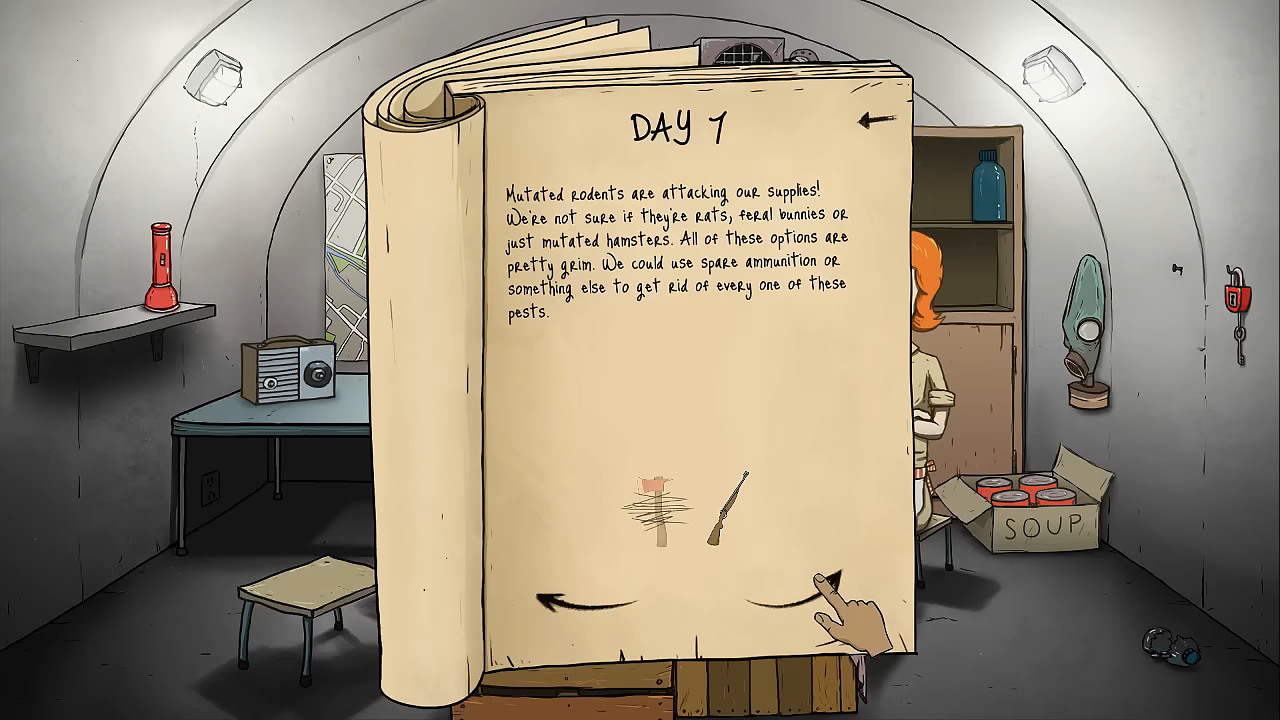 DAY 7
Mutated rodents are attacking our supplies!
We're not sure if they're rats, feral bunnies or
just mutated hamsters. All of these options are
pretty grim. We could use spare ammunition or
something else to get rid of every one of these
pests.
SOUP